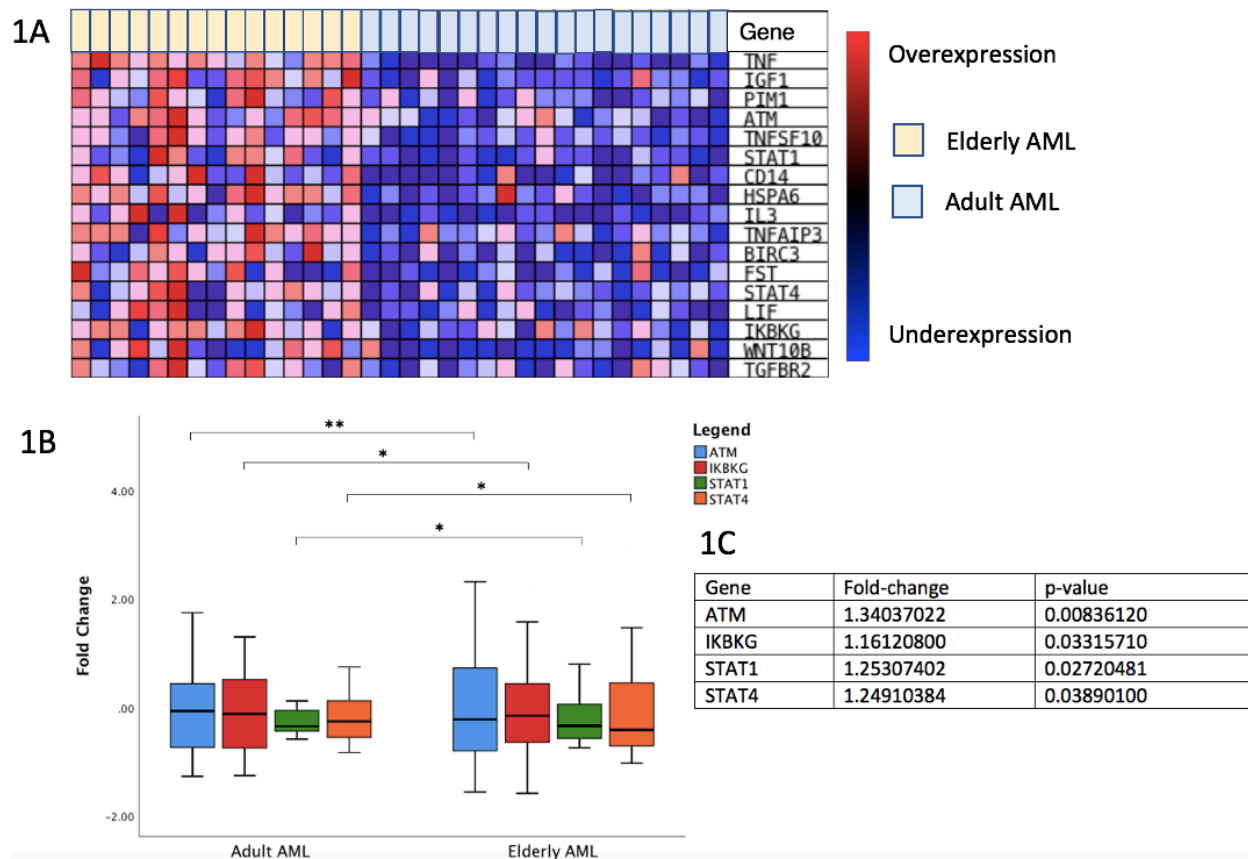 1A
Gene
TNF
IGF1
PIM1
ATM
TNFSF10
STAT1
CD14
HSPA6
IL3
TNFAIP3
BIRC3
FST
STAT4
LIF
IKBKG
WNT10B
TGFBR2
Overexpression
Elderly AML
Adult AML
Underexpression
1B
**
*
*
*
Fold Change
4.00
2.00
.00
-2.00
Adult AML Elderly AML
Legend
ATM
IKBKG
STAT1
STAT4
1C
Gene Fold-change p-value
ATM 1.34037022 0.00836120
IKBKG 1.16120800 0.03315710
STAT1 1.25307402 0.02720481
STAT4 1.24910384 0.03890100